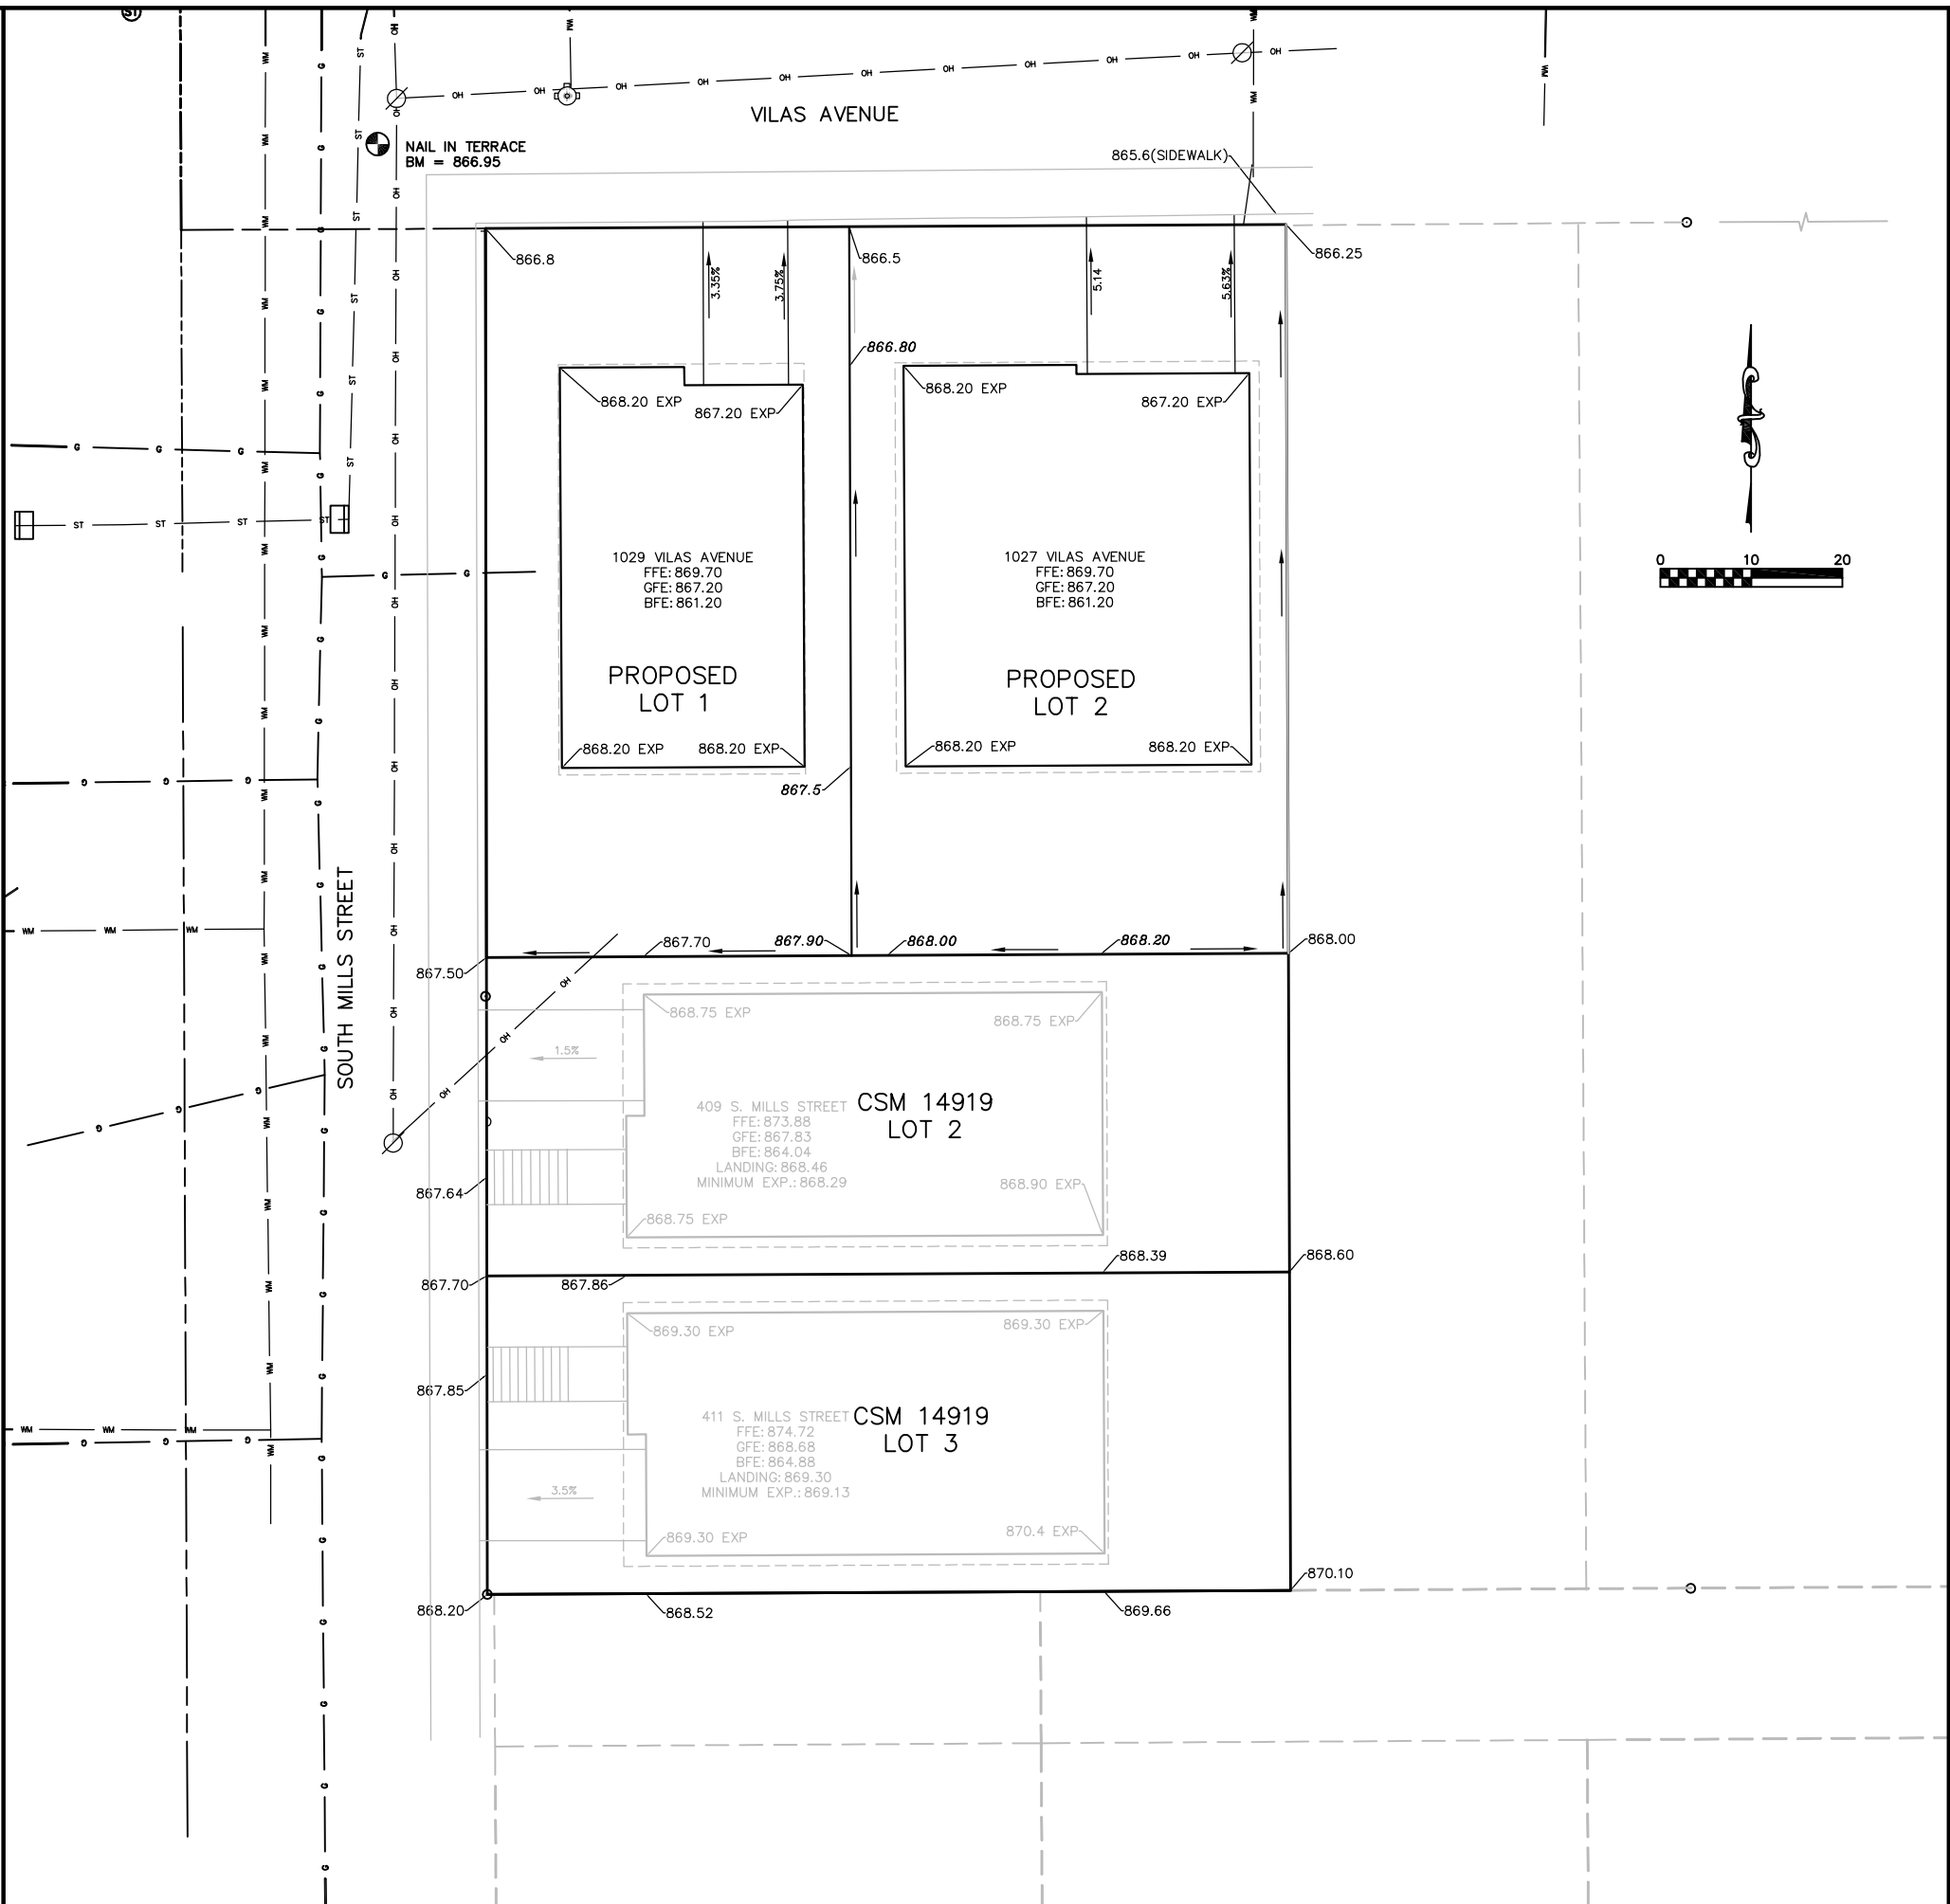 ST
VILAS AVENUE
NAIL IN TERRACE
BM = 866.95
865.6(SIDEWALK)
866.8
866.5
866.25
3.35%
3.75%
5.14
5.63%
866.80
868.20 EXP
867.20 EXP
868.20 EXP
867.20 EXP
0 10 20
1029 VILAS AVENUE
FFE: 869.70
GFE: 867.20
BFE: 861.20
PROPOSED
LOT 1
1027 VILAS AVENUE
FFE: 869.70
GFE: 867.20
BFE: 861.20
PROPOSED
LOT 2
868.20 EXP
868.20 EXP
868.20 EXP
868.20 EXP
867.5
SOUTH MILLS STREET
867.50
867.70
867.90
868.00
868.20
868.00
868.75 EXP
868.75 EXP
1.5%
409 S. MILLS STREET
FFE: 873.88
GFE: 867.83
BFE: 864.04
LANDING: 868.46
MINIMUM EXP.: 868.29
CSM 14919
LOT 2
868.90 EXP
868.75 EXP
867.64
867.70
867.86
868.39
868.60
869.30 EXP
869.30 EXP
867.85
411 S. MILLS STREET
FFE: 874.72
GFE: 868.68
BFE: 864.88
LANDING: 869.30
MINIMUM EXP.: 869.13
CSM 14919
LOT 3
3.5%
869.30 EXP
870.4 EXP
868.20
868.52
869.66
870.10